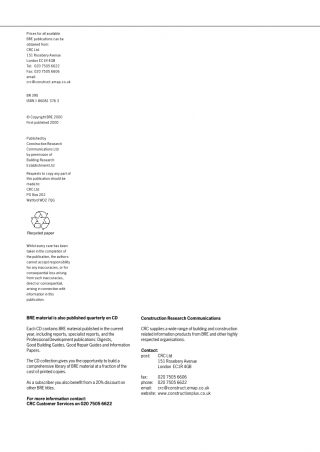 Prices for all available
BRE publications can be
obtained from:
CRC Ltd
151 Rosebery Avenue
London EC1R 4GB
Tel: 020 7505 6622
Fax: 020 7505 6606
email:
crc@construct.emap.co.uk
BR 390
ISBN 1 86081
© Copyright BRE 2000
First published 2000
Published by
Construction Research
Communications Ltd
by permission of
Building Research
Establishment Ltd
Requests to copy any part of
this publication should be
made to:
CRC Ltd
PO Box 202
Watford WD2 7QG
Recycled paper
Whilst every care has been
taken in the completion of
this publication, the authors
cannot accept responsibility
for any inaccuracies, or for
consequential loss arising
from such inaccuracies,
direct or consequential,
arising in connection with
information in this
publication.
BRE material is also published quarterly on CD
Each CD contains BRE material published in the current
year, including reports, specialist reports, and the
Professional Development publications: Digests,
Good Building Guides, Good Repair Guides and Information
Papers.
The CD collection gives you the opportunity to build a
comprehensive library of BRE material at a fraction of the
cost of printed copies.
As a subscriber you also benefit from a 20% discount on
other BRE titles.
For more information contact:
CRC Customer Services on 020 7505 6622
Construction Research Communications
CRC supplies a wide range of building and construction
related information products from BRE and other highly
respected organisations.
Contact:
post: CRC Ltd
151 Rosebery Avenue
London EC1R 4GB
fax: 020 7505 6606
phone: 020 7505 6622
email: crc@construct.emap.co.uk
website: www.constructionplus.co.uk